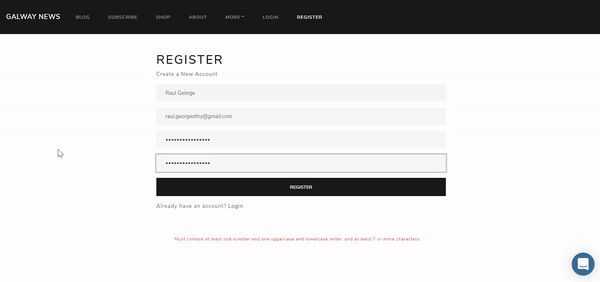 GALWAY NEWS BLOG SUBSCRIBE SHOP ABOUT MORE LOGIN REGISTER
REGISTER
Create a New Account
Raul George
raul.georgeothy@gmail.com
••••••••••••••••
••••••••••••••••
REGISTER
Already have an account? Login
Must contain at least one number and one uppercase and lowercase letter, and at least 7 or more characters.